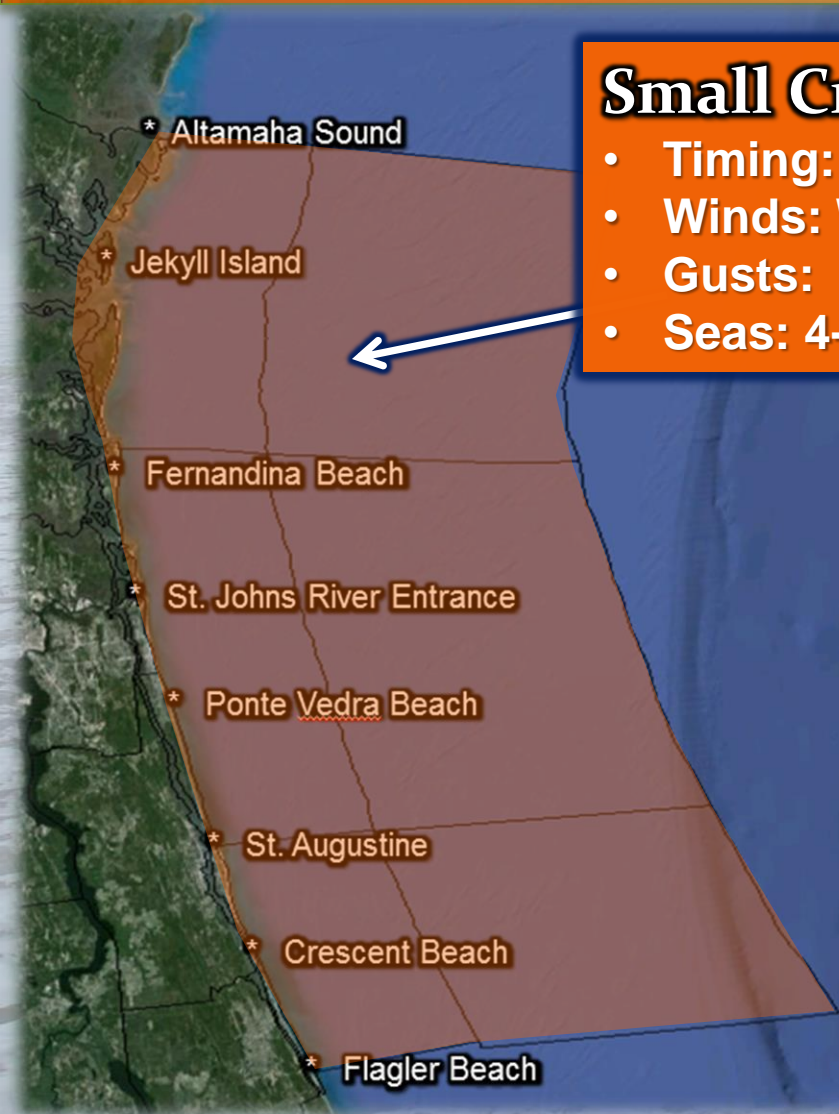 Small Cr
• Timing:
• Winds: W
• Gusts:
• Seas: 4-
* Altamaha Sound
* Jekyll Island
* Fernandina Beach
* St. Johns River Entrance
* Ponte Vedra Beach
* St. Augustine
* Crescent Beach
* Flagler Beach